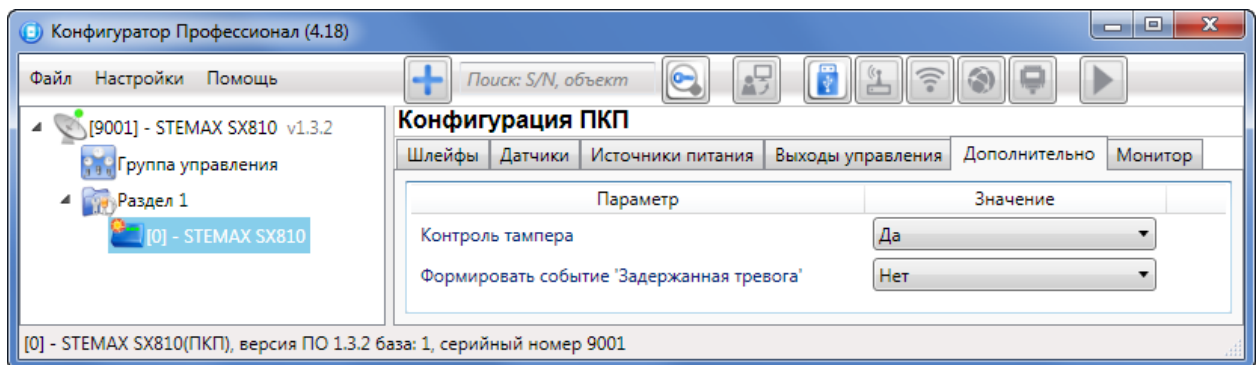 Конфигуратор Профессионал (4.18)
Файл Настройки Помощь Поиск: S/N, объект
[9001] - STEMAX SX810 v1.3.2
Группа управления
Раздел 1
[0] - STEMAX SX810
Конфигурация ПКП
Шлейфы Датчики Источники питания Выходы управления Дополнительно Монитор
Параметр Значение
Контроль тампера Да
Формировать событие 'Задержанная тревога' Нет
[0] - STEMAX SX810(ПКП), версия ПО 1.3.2 база: 1, серийный номер 9001